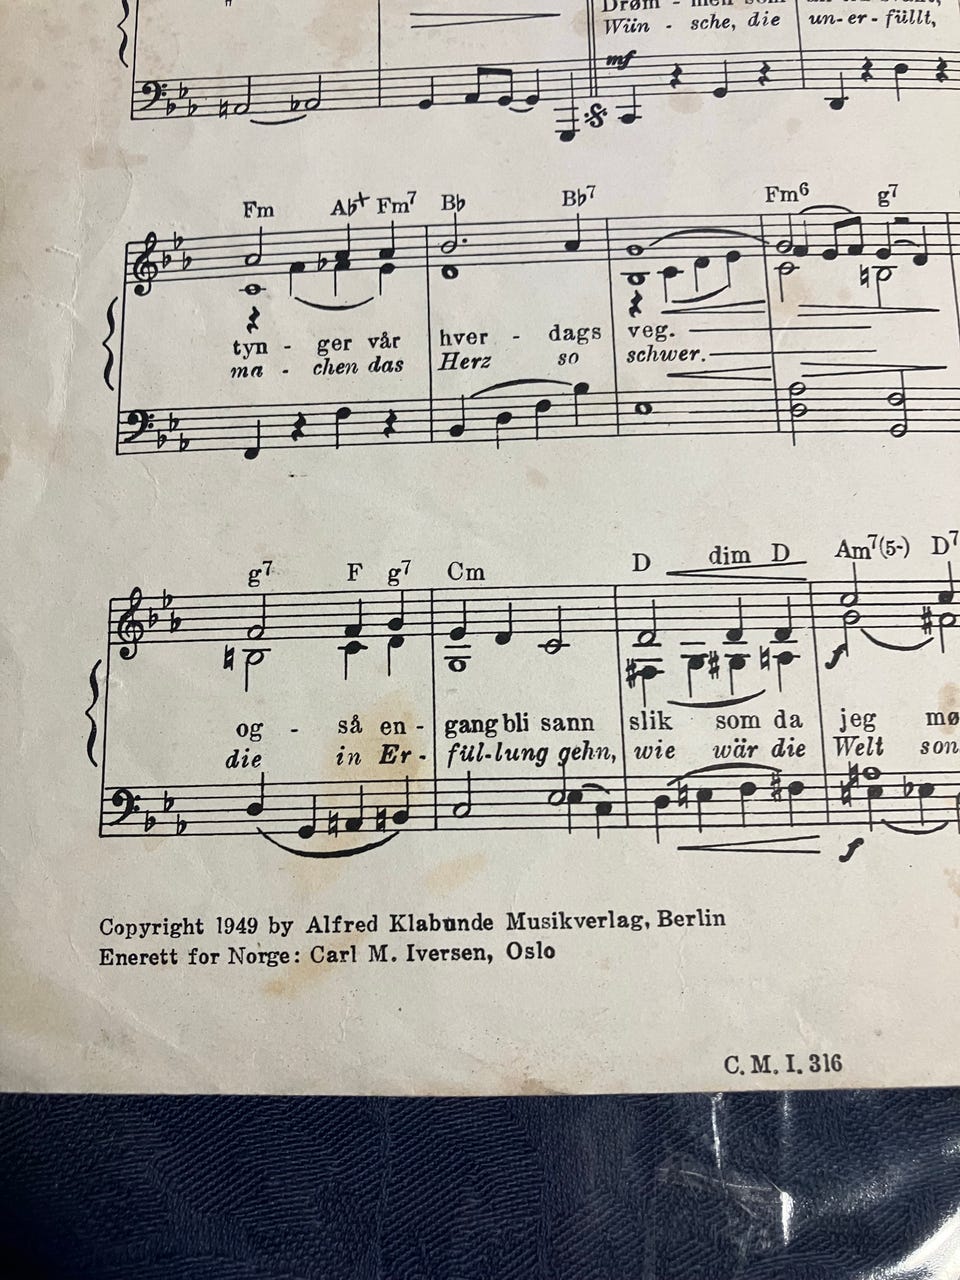 Drøm - men som
Wün - sche, die un-er-füllt,
mf
Fm Ab+ Fm7 Bb Bb7 Fm6 g7
tyn - ger vår hver - dags veg.
ma - chen das Herz so schwer.
g7 F g7 Cm D dim D Am7(5-) D7
og - så en - gang bli sann slik som da jeg mø
die in Er - fül-lung gehn, wie wär die Welt son
f
f
Copyright 1949 by Alfred Klabunde Musikverlag, Berlin
Enerett for Norge: Carl M. Iversen, Oslo
C. M. I. 316